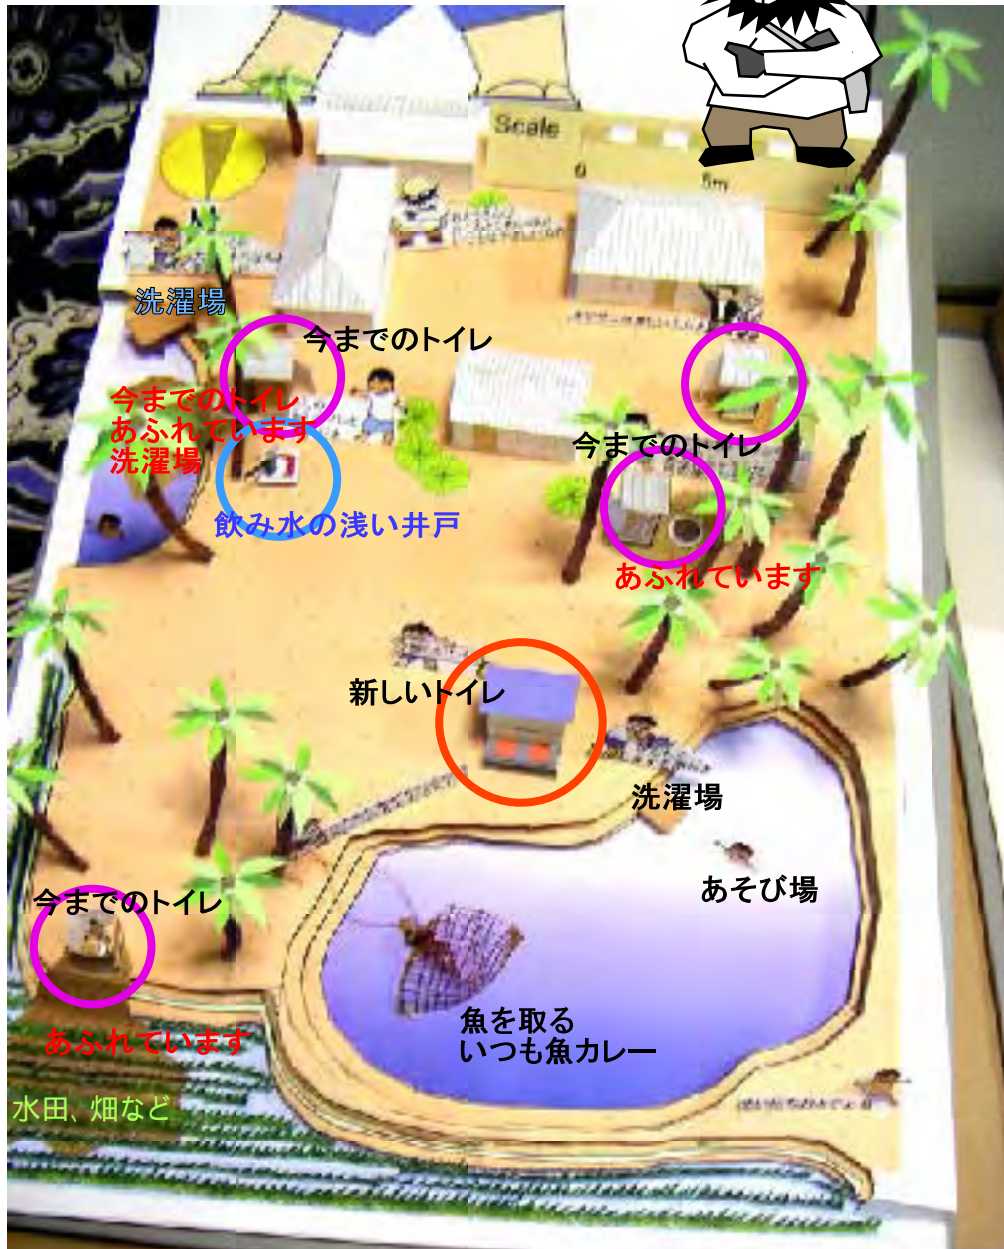 Scale
0
5m
洗濯場
今までのトイレ
今までのトイレ
あふれています
洗濯場
今までのトイレ
飲み水の浅い井戸
あふれています
新しいトイレ
洗濯場
あそび場
今までのトイレ
魚を取る
いつも魚カレー
あふれています
水田、畑など